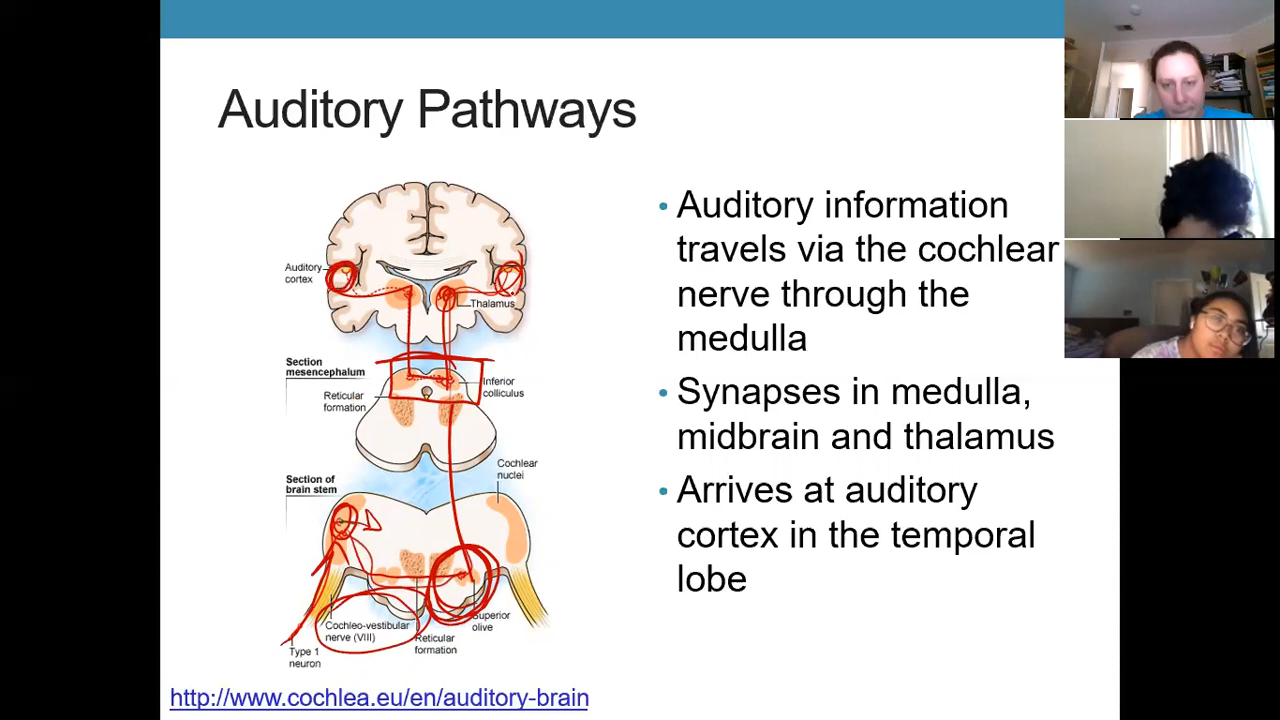 Auditory Pathways
Auditory
cortex
Thalamus
Section
mesencephalum
Inferior
colliculus
Reticular
formation
Cochlear
nuclei
Section of
brain stem
Cochleo-vestibular
nerve (VIII)
Superior
olive
Reticular
formation
Type 1
neuron
http://www.cochlea.eu/en/auditory-brain
• Auditory information
travels via the cochlear
nerve through the
medulla
• Synapses in medulla,
midbrain and thalamus
• Arrives at auditory
cortex in the temporal
lobe